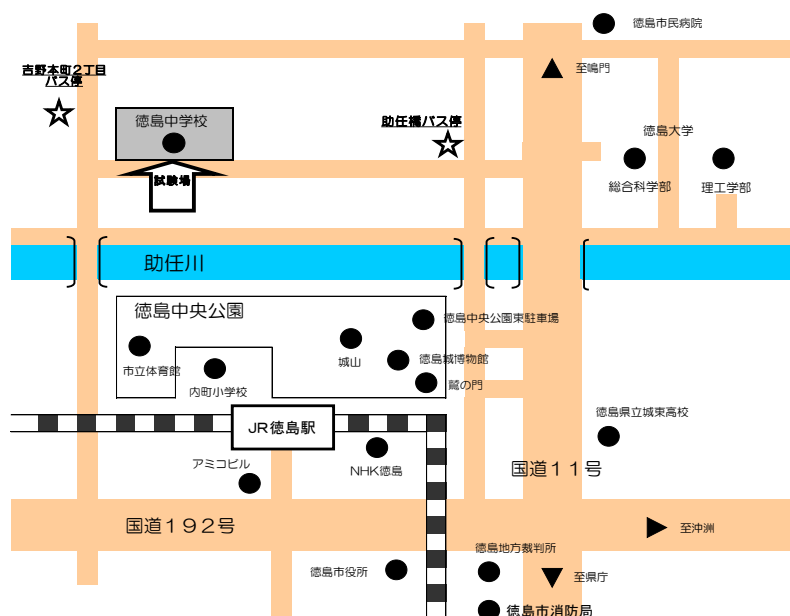 徳島市民病院
吉野本町２丁目
バス停
至鳴門
徳島中学校
助任橋バス停
徳島大学
試験場
総合科学部
理工学部
助任川
徳島中央公園
徳島中央公園東駐車場
市立体育館
城山
徳島城博物館
内町小学校
鷲の門
徳島県立城東高校
JR徳島駅
アミコビル
NHK徳島
国道１１号
国道１９２号
至沖洲
徳島市役所
徳島地方裁判所
至県庁
徳島市消防局